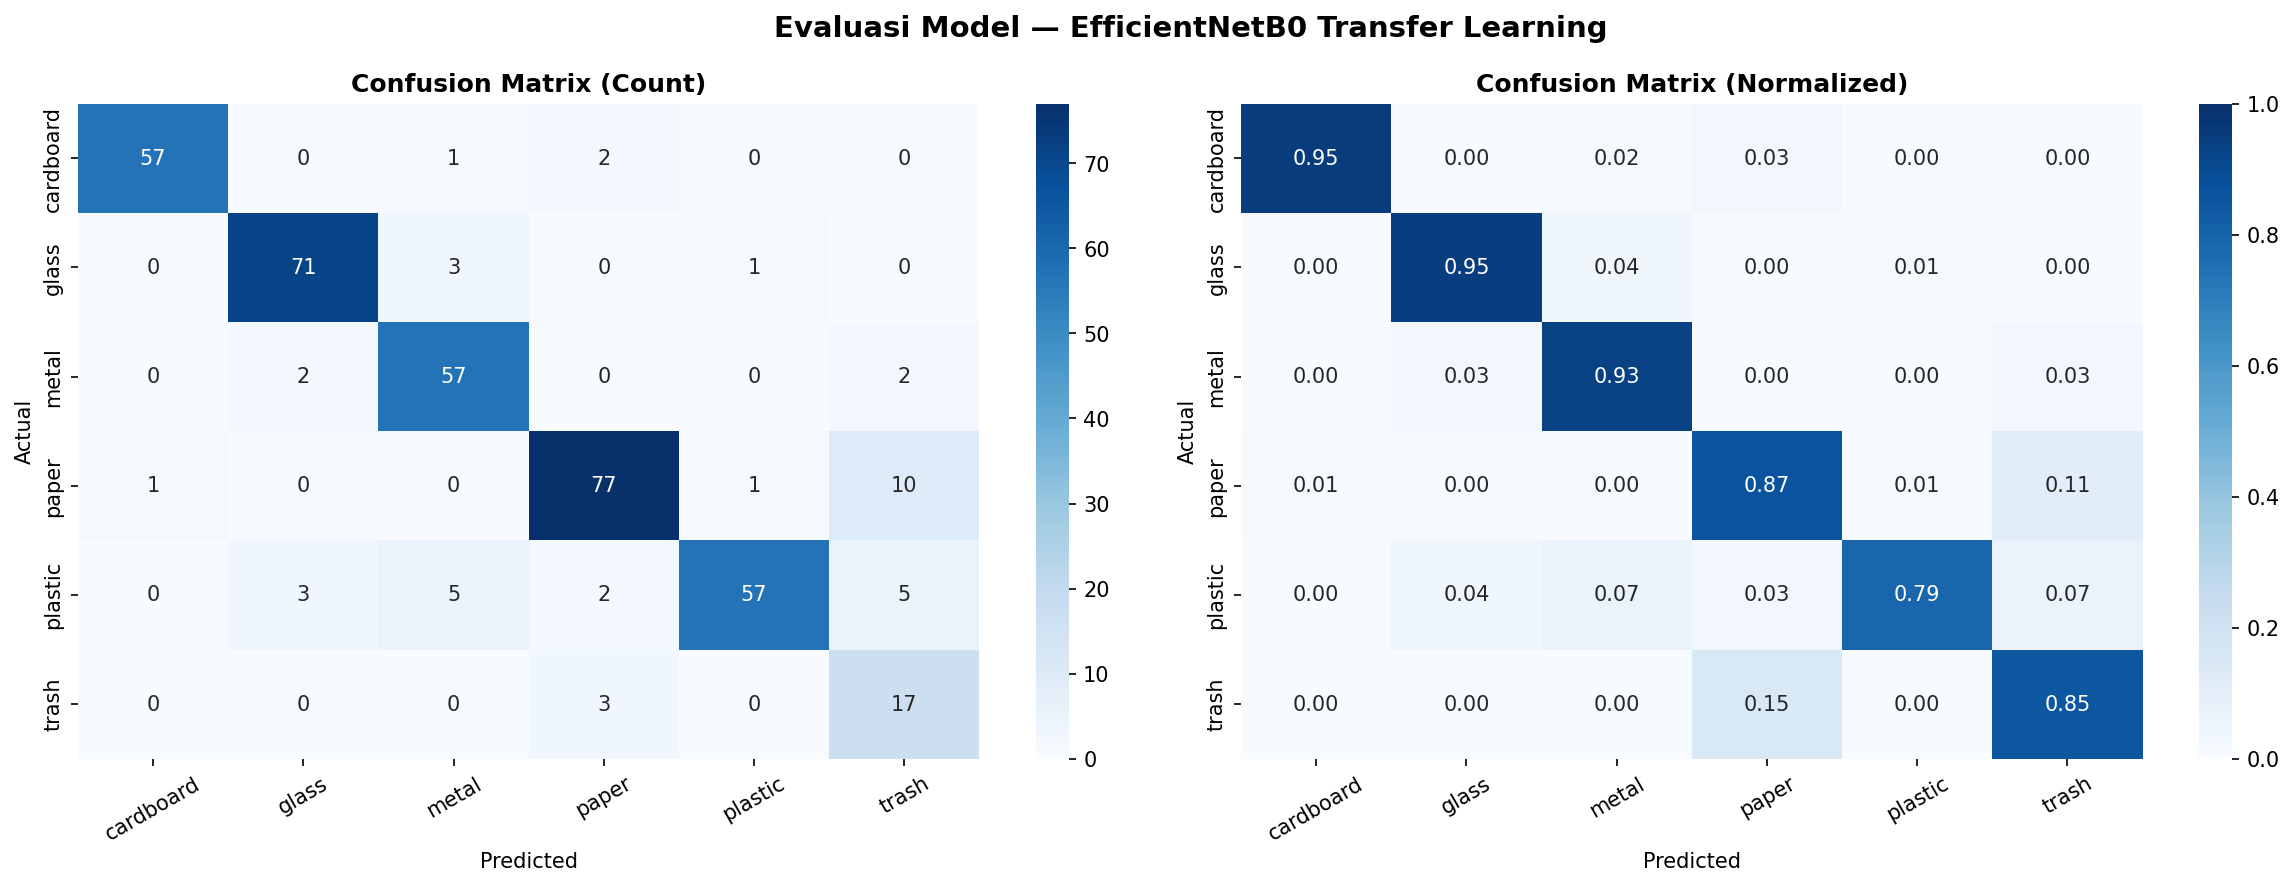 Evaluasi Model — EfficientNetB0 Transfer Learning
Confusion Matrix (Count)
cardboard 57 0 1 2 0 0
glass 0 71 3 0 1 0
metal 0 2 57 0 0 2
paper 1 0 0 77 1 10
plastic 0 3 5 2 57 5
trash 0 0 0 3 0 17
Actual
cardboard glass metal paper plastic trash
Predicted
70
60
50
40
30
20
10
0
Confusion Matrix (Normalized)
cardboard 0.95 0.00 0.02 0.03 0.00 0.00
glass 0.00 0.95 0.04 0.00 0.01 0.00
metal 0.00 0.03 0.93 0.00 0.00 0.03
paper 0.01 0.00 0.00 0.87 0.01 0.11
plastic 0.00 0.04 0.07 0.03 0.79 0.07
trash 0.00 0.00 0.00 0.15 0.00 0.85
Actual
cardboard glass metal paper plastic trash
Predicted
1.0
0.8
0.6
0.4
0.2
0.0